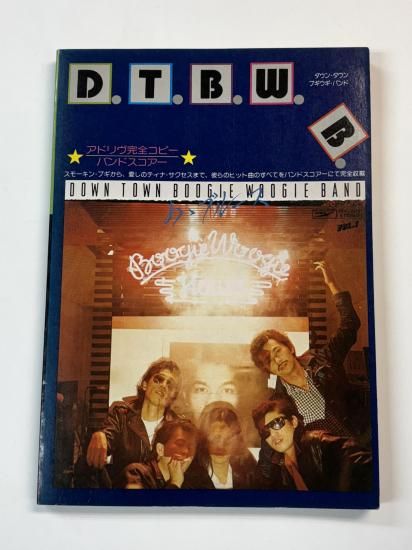 D.T.B.W.
B.
ダウン・タウン
ブギウギ・バンド
アドリヴ完全コピー
バンドスコアー
スモーキン・ブギから、愛しのティナ・サクセスまで、彼らのヒット曲のすべてをバンドスコアーにて完全収載
DOWN TOWN BOOGIE WOOGIE BAND
Boogie Woogie
House